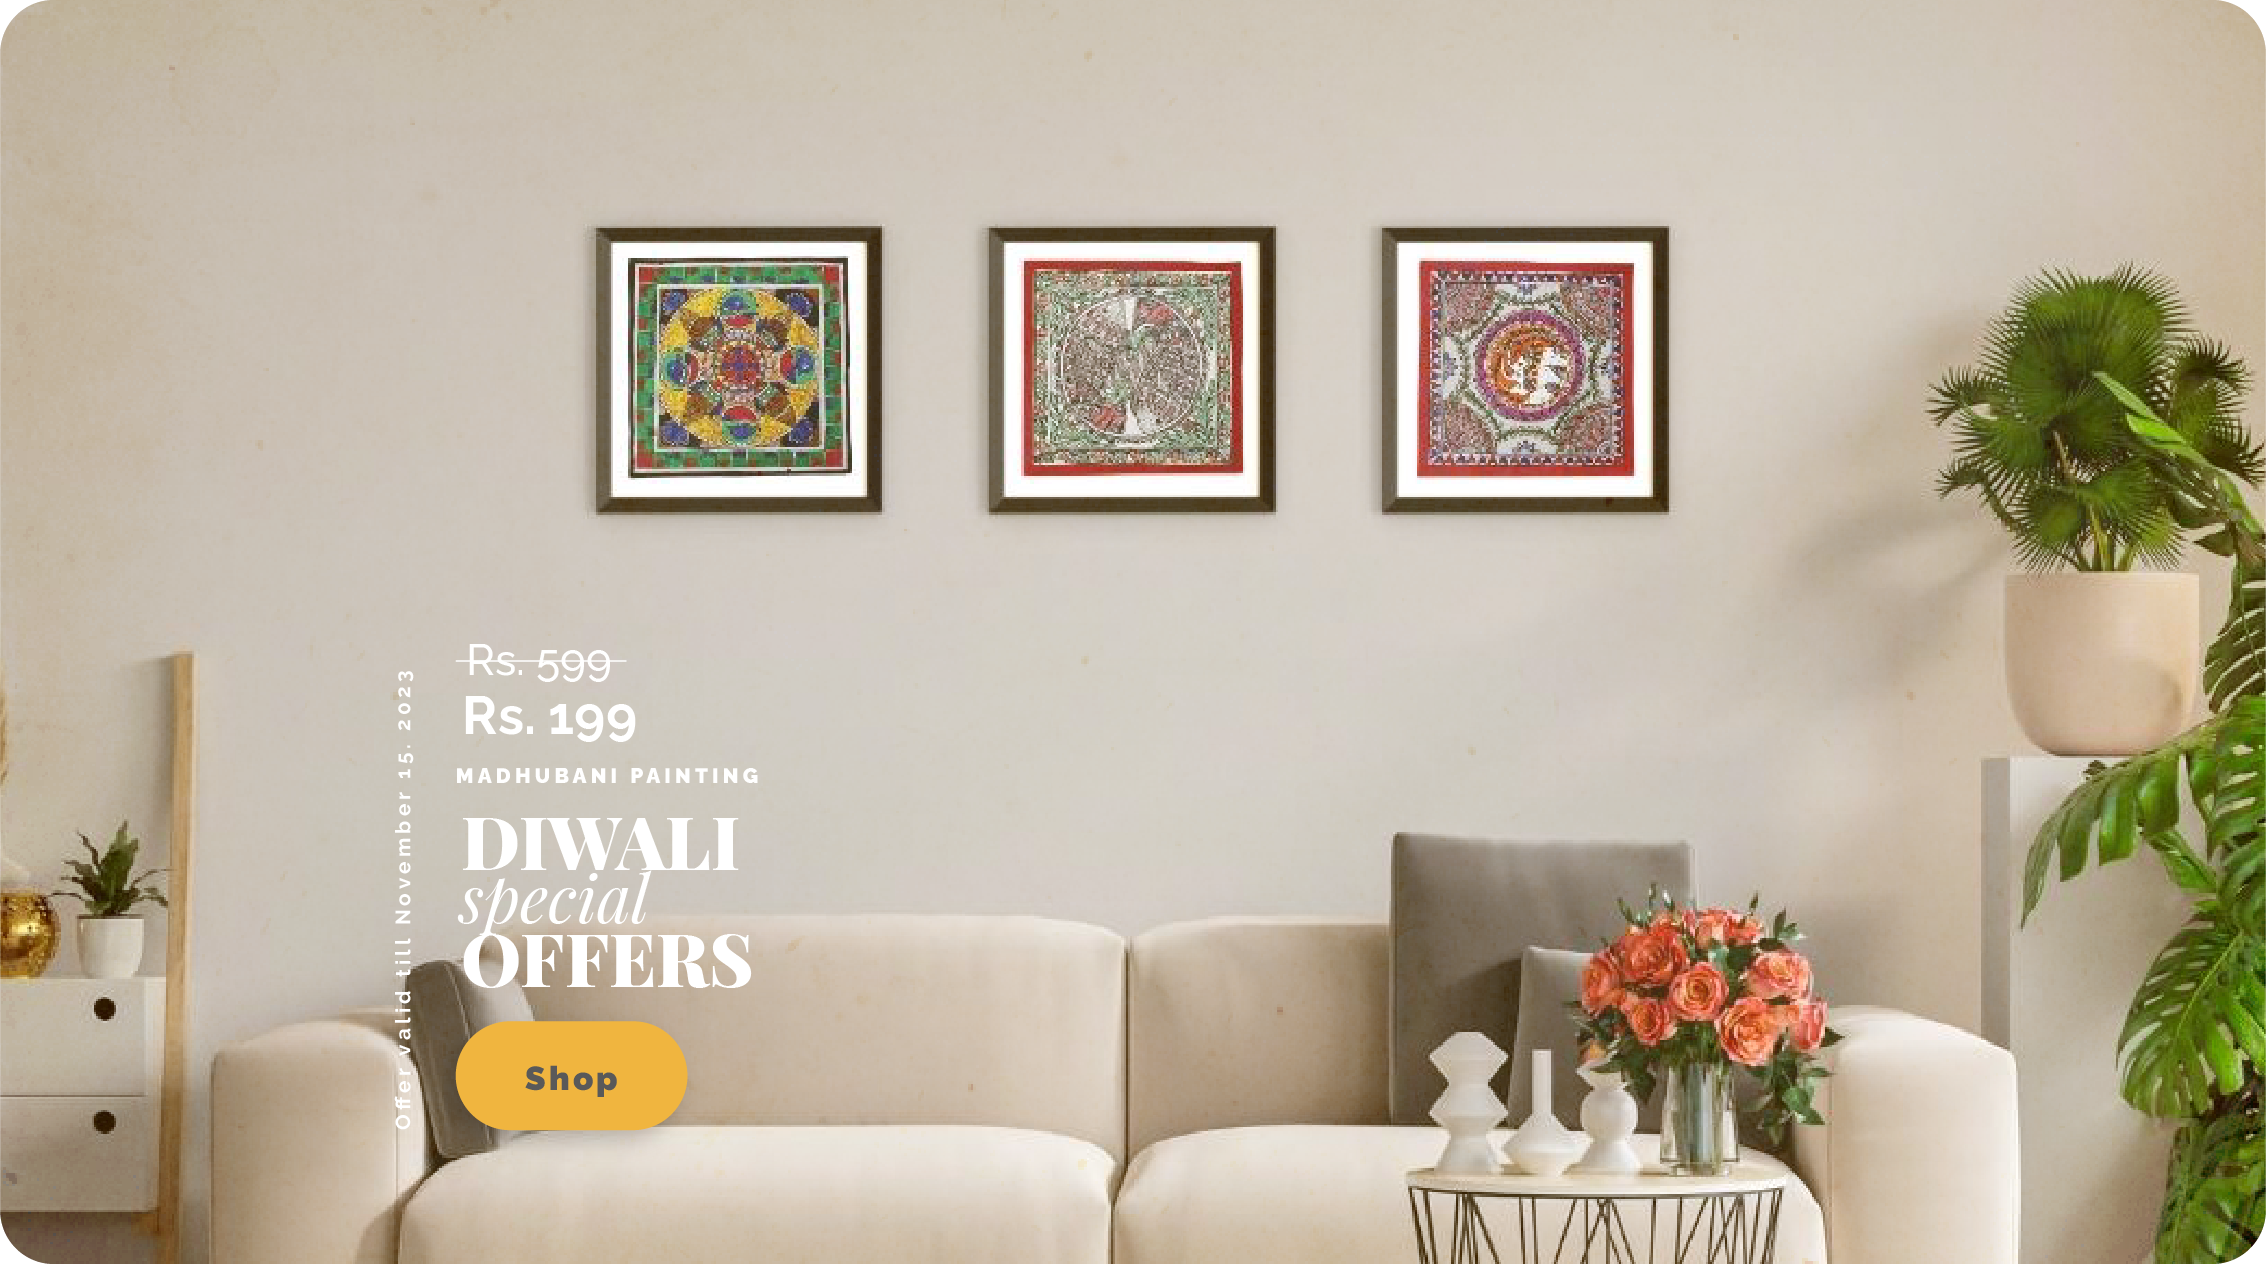 Rs. 599
Rs. 199
MADHUBANI PAINTING
DIWALI
special
OFFERS
Shop
Offer valid till November 15. 2023